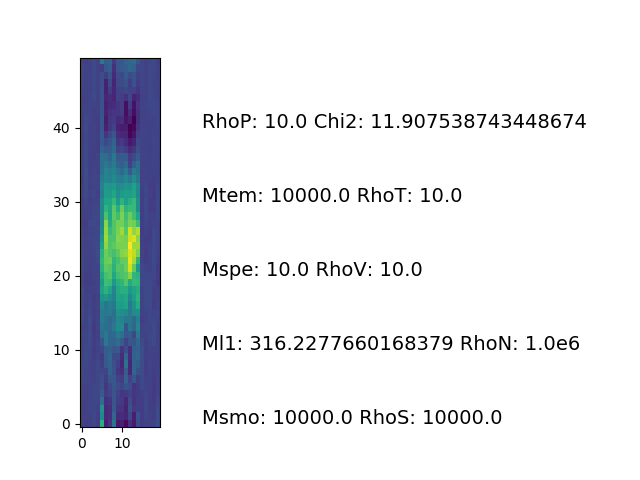 RhoP: 10.0 Chi2: 11.907538743448674
40
Mtem: 10000.0 RhoT: 10.0
30
Mspe: 10.0 RhoV: 10.0
20
Ml1: 316.2277660168379 RhoN: 1.0e6
10
Msmo: 10000.0 RhoS: 10000.0
0
0 10